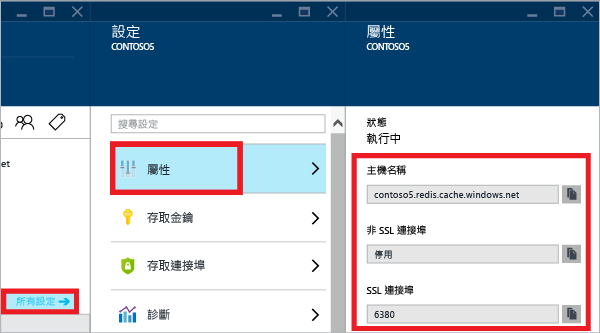 et
所有設定
設定
CONTOSO5
搜尋設定
屬性
存取金鑰
存取連接埠
診斷
屬性
CONTOSO5
狀態
執行中
主機名稱
contoso5.redis.cache.windows.net
非 SSL 連接埠
停用
SSL 連接埠
6380